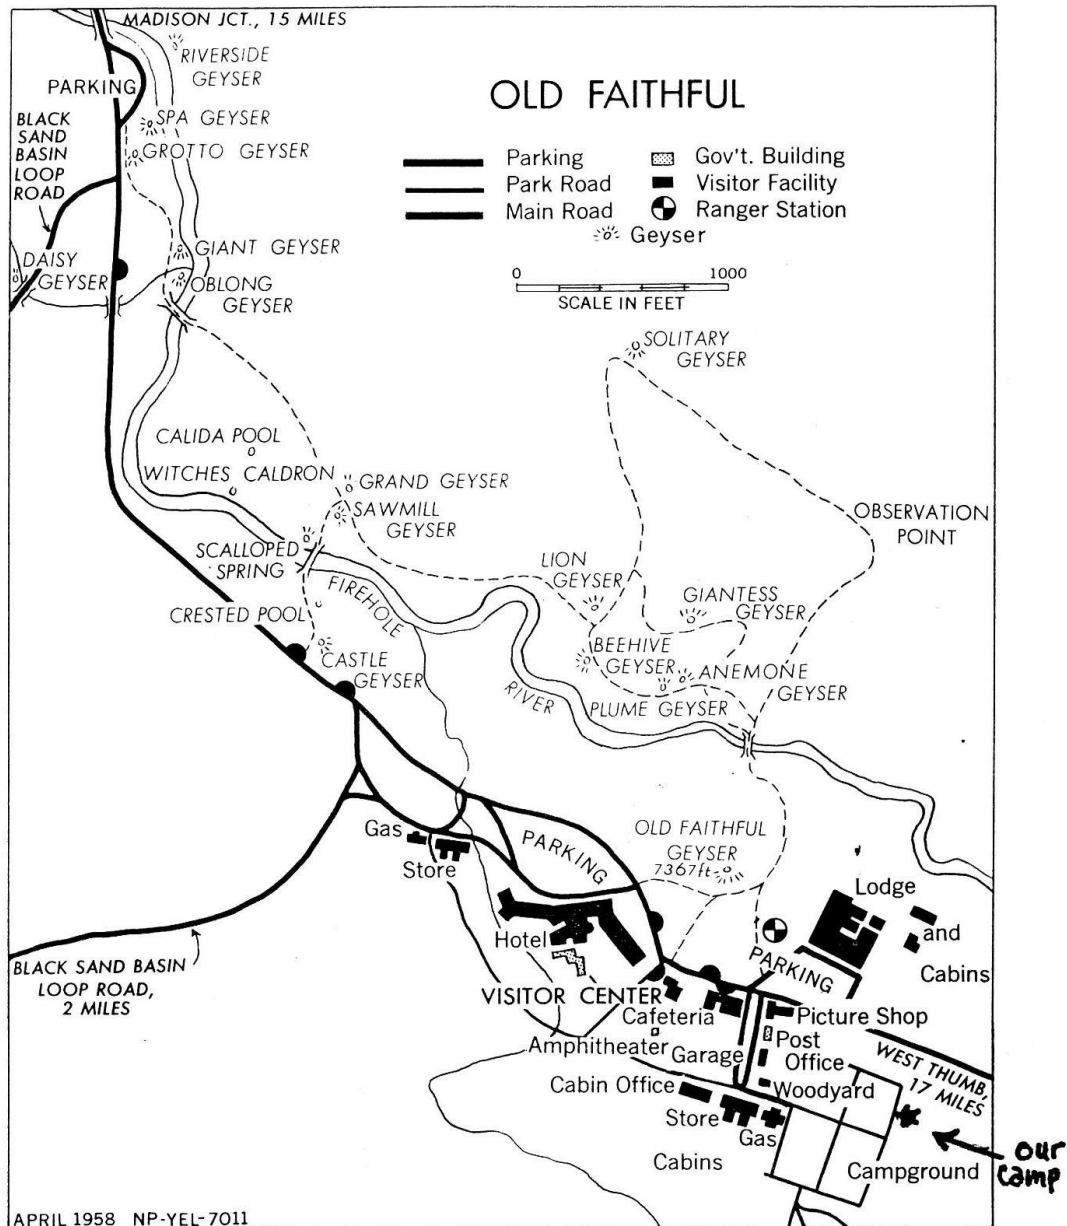 MADISON JCT., 15 MILES
RIVERSIDE
GEYSER
PARKING
BLACK
SAND
BASIN
LOOP
ROAD
SPA GEYSER
GROTTO GEYSER
OLD FAITHFUL
Parking
Park Road
Main Road
Gov't. Building
Visitor Facility
Ranger Station
Geyser
0 1000
SCALE IN FEET
GIANT GEYSER
DAISY
GEYSER
OBLONG
GEYSER
SOLITARY
GEYSER
CALIDA POOL
WITCHES CALDRON
GRAND GEYSER
SAWMILL
GEYSER
OBSERVATION
POINT
SCALLOPED
SPRING
FIREHOLE
RIVER
LION
GEYSER
GIANTESS
GEYSER
CRESTED POOL
CASTLE
GEYSER
BEEHIVE
GEYSER
ANEMONE
GEYSER
PLUME GEYSER
Gas
Store
PARKING
OLD FAITHFUL
GEYSER
7367ft
Lodge
and
Cabins
Hotel
PARKING
BLACK SAND BASIN
LOOP ROAD,
2 MILES
VISITOR CENTER
Cafeteria
Picture Shop
Amphitheater
Garage
Post
Office
WEST THUMB,
17 MILES
Cabin Office
Woodyard
Store
Gas
Cabins
Campground
our
camp
APRIL 1958 NP-YEL-7011